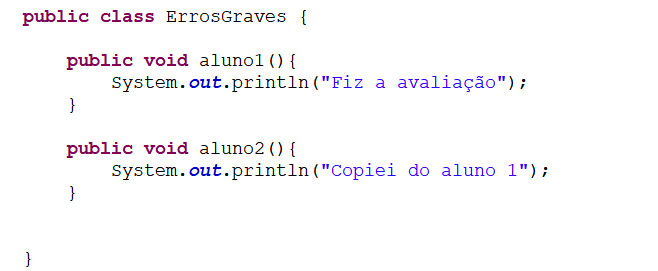 public class ErrosGraves {
public void aluno1(){
System.out.println("Fiz a avaliação");
}
public void aluno2(){
System.out.println("Copiei do aluno 1");
}
}